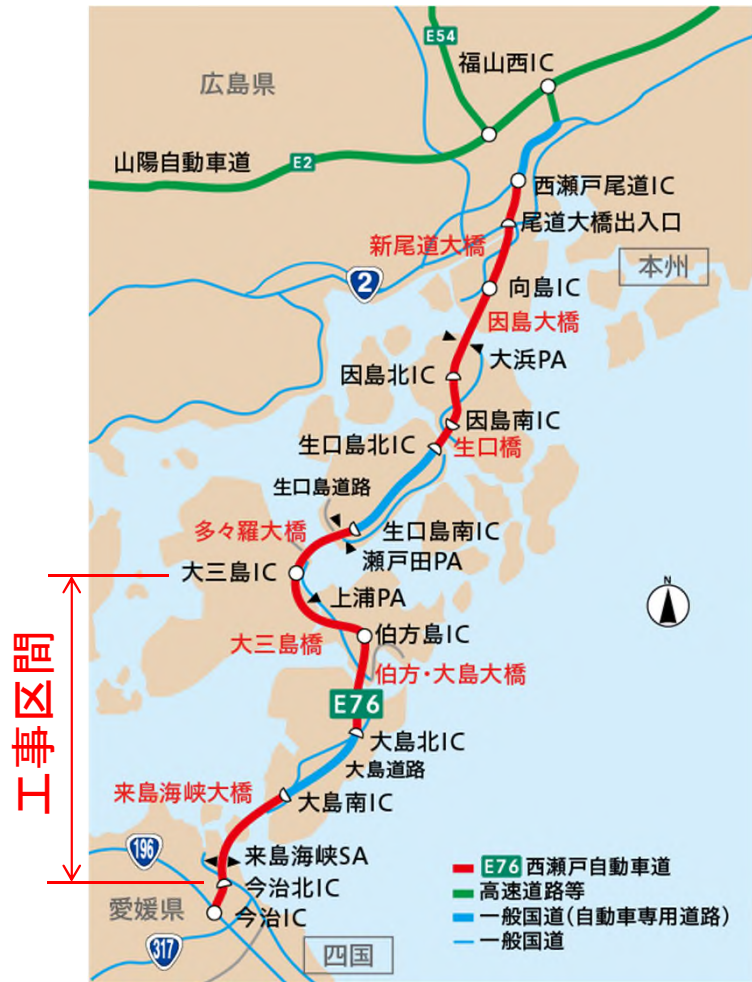 E54
福山西IC
広島県
山陽自動車道
E2
西瀬戸尾道IC
尾道大橋出入口
新尾道大橋
本州
2
向島IC
因島大橋
大浜PA
因島北IC
因島南IC
生口島北IC
生口橋
生口島道路
多々羅大橋
生口島南IC
瀬戸田PA
大三島IC
上浦PA
N
大三島橋
伯方島IC
伯方・大島大橋
工事区間
E76
大島北IC
大島道路
来島海峡大橋
大島南IC
196
来島海峡SA
今治北IC
愛媛県
今治IC
317
四国
E76 西瀬戸自動車道
高速道路等
一般国道(自動車専用道路)
一般国道